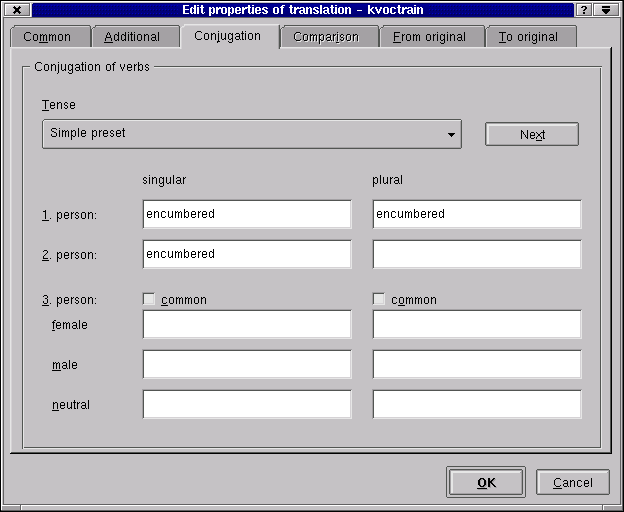 Edit properties of translation - kvoctrain
Common Additional Conjugation Comparison From original To original
Conjugation of verbs
Tense
Simple preset Next
singular plural
1. person: encumbered encumbered
2. person: encumbered
3. person: common common
female
male
neutral
OK Cancel